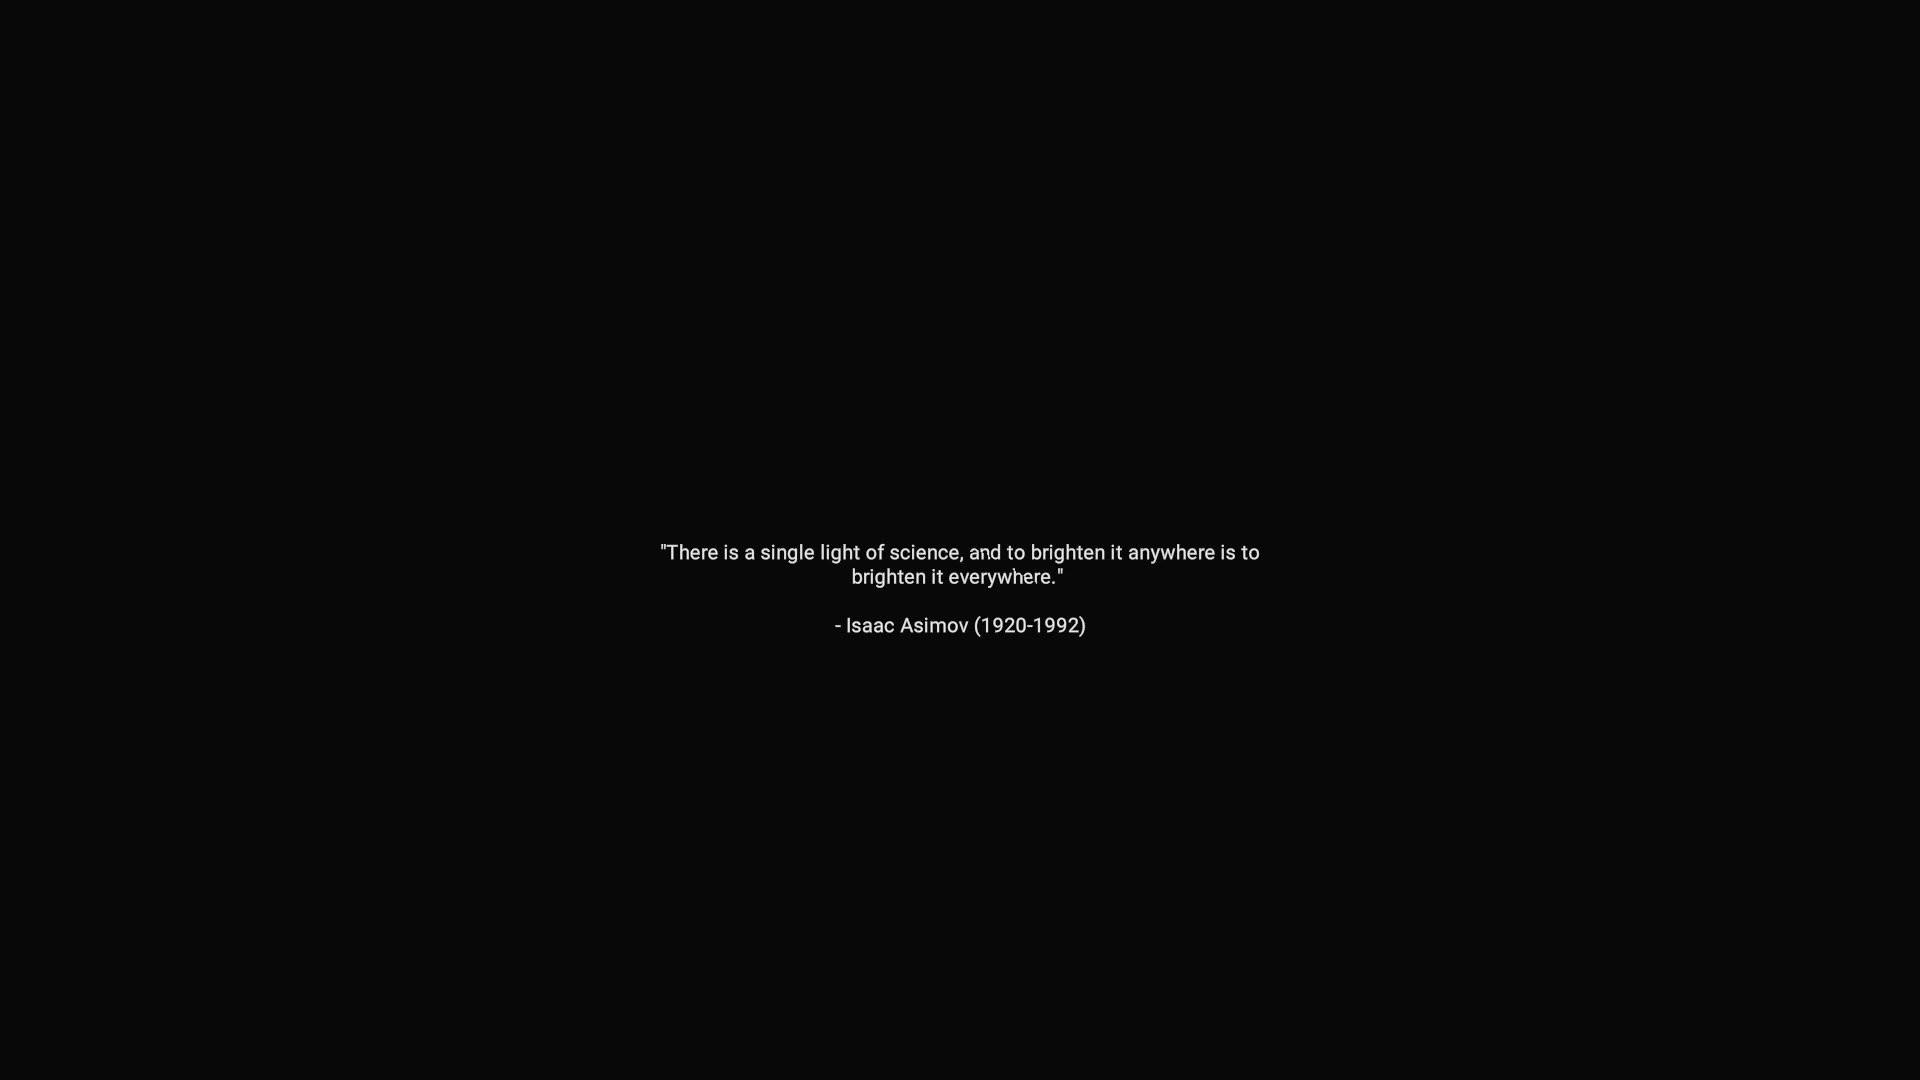 "There is a single light of science, and to brighten it anywhere is to
brighten it everywhere."
- Isaac Asimov (1920-1992)